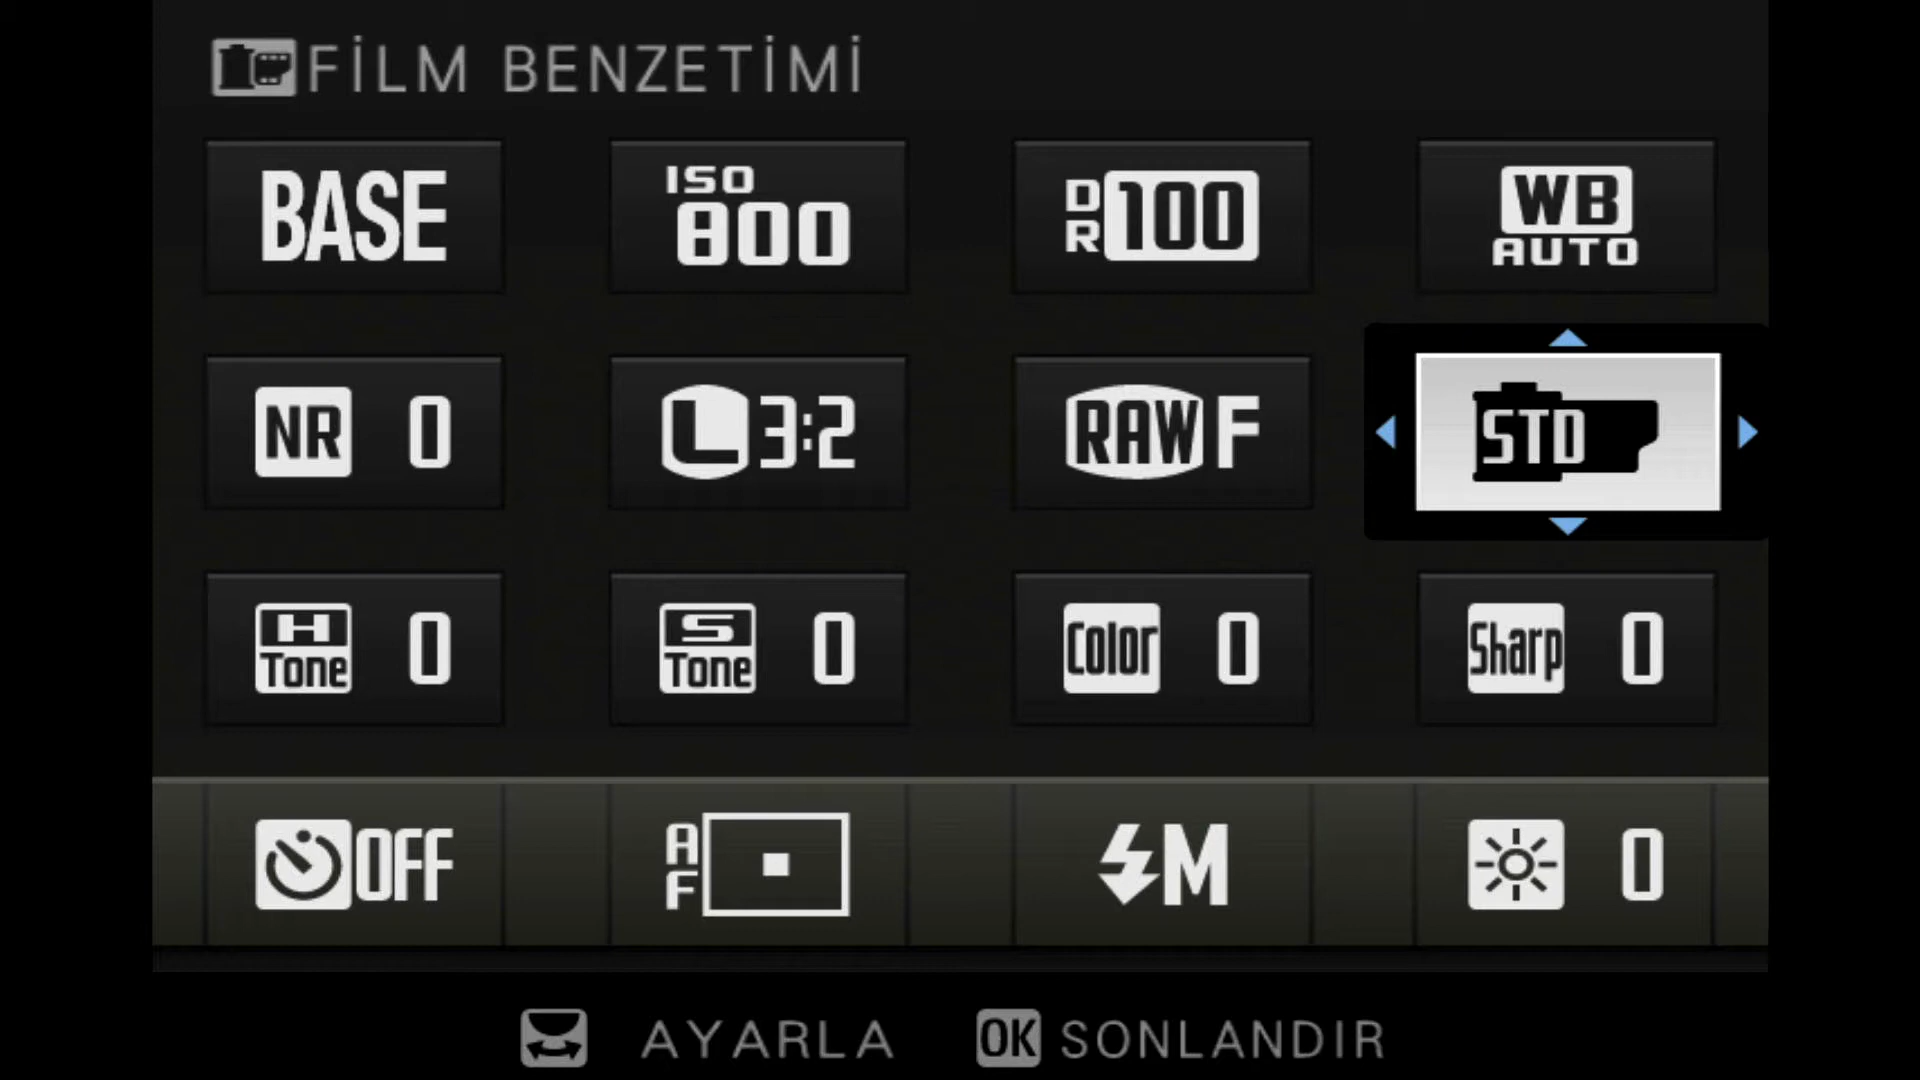 FİLM BENZETİMİ
BASE
ISO 800
DR 100
WB AUTO
NR 0
L 3:2
RAW F
STD
H Tone 0
S Tone 0
Color 0
Sharp 0
OFF
AF
M
0
AYARLA
OK SONLANDIR